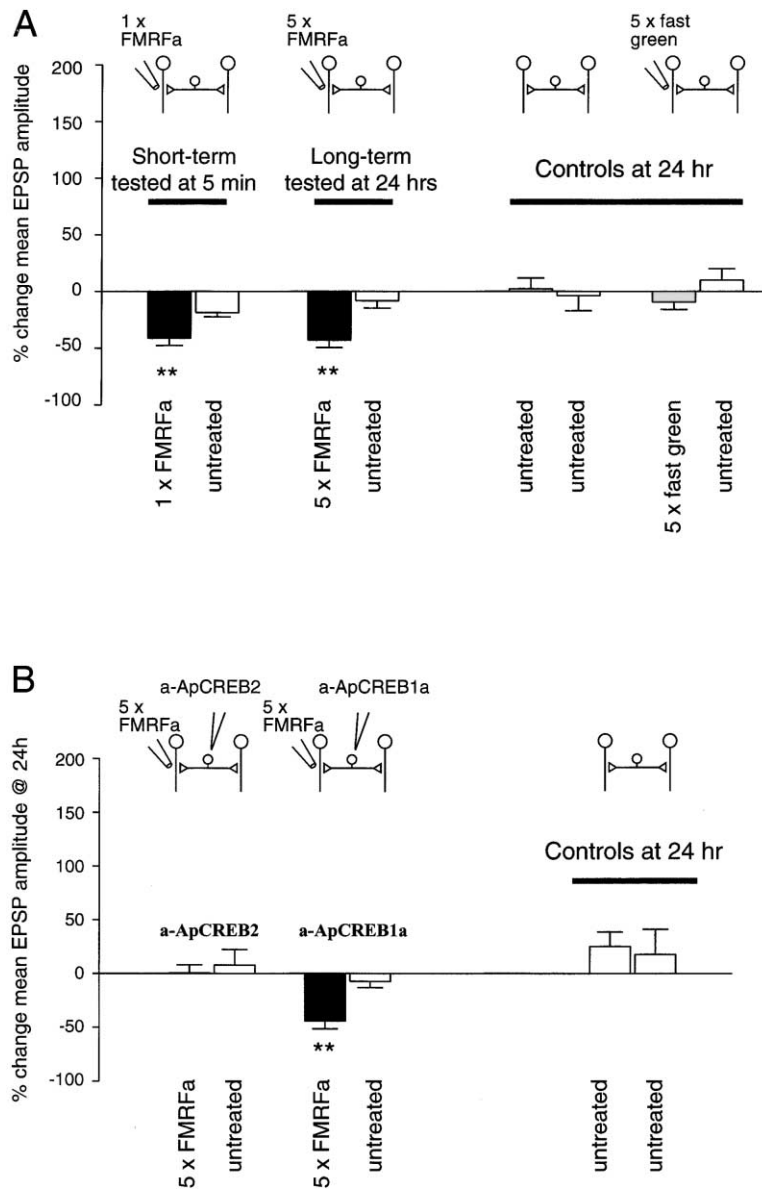 A
1 x
FMRFa
5 x
FMRFa
5 x fast
green
% change mean EPSP amplitude
200
150
100
50
0
-50
-100
Short-term
tested at 5 min
Long-term
tested at 24 hrs
Controls at 24 hr
**
**
1 x FMRFa
untreated
5 x FMRFa
untreated
untreated
untreated
5 x fast green
untreated
B
a-ApCREB2
a-ApCREB1a
5 x
FMRFa
5 x
FMRFa
% change mean EPSP amplitude @ 24h
200
150
100
50
0
-50
-100
Controls at 24 hr
a-ApCREB2
a-ApCREB1a
**
5 x FMRFa
untreated
5 x FMRFa
untreated
untreated
untreated